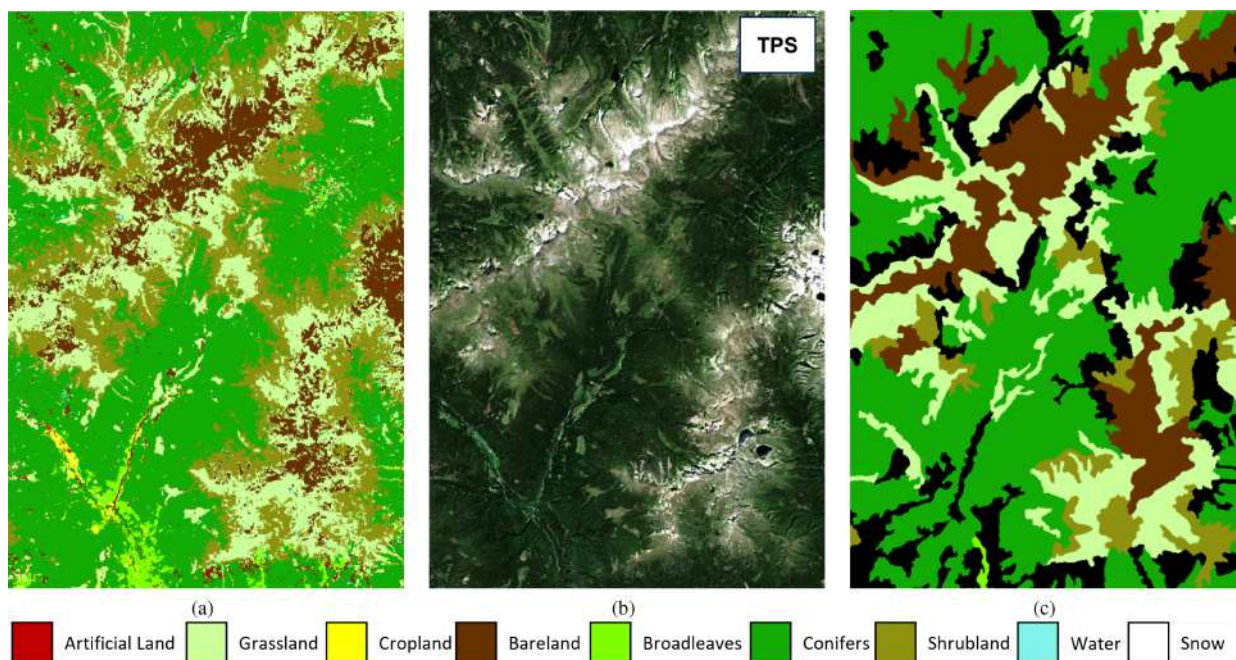 TPS
(a) (b) (c)
Artificial Land Grassland Cropland Bareland Broadleaves Conifers Shrubland Water Snow